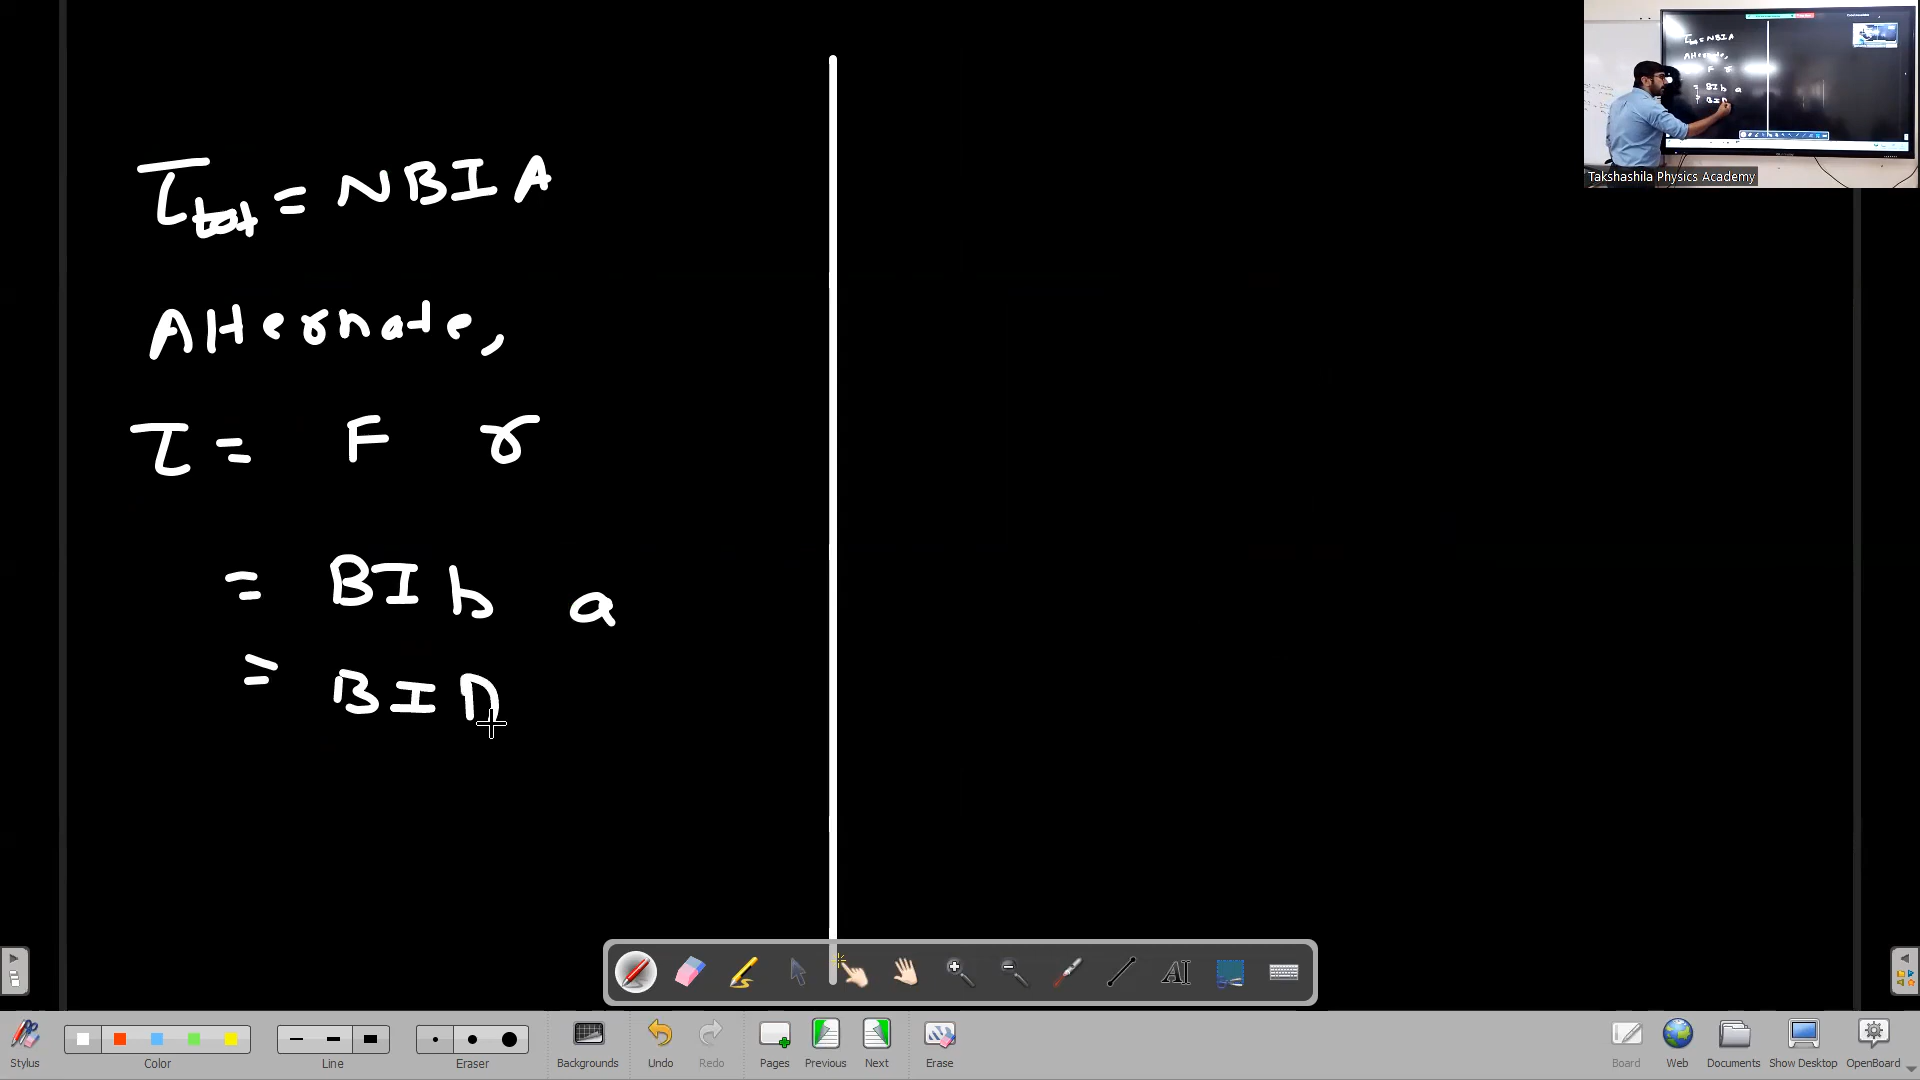 τtot = NBIA
Alternate,
τ = F r
= BIb a
= BI
Takshashila Physics Academy
Stylus
Color
Line
Eraser
Backgrounds
Undo
Redo
Pages
Previous
Next
Erase
Board
Web
Documents
Show Desktop
OpenBoard